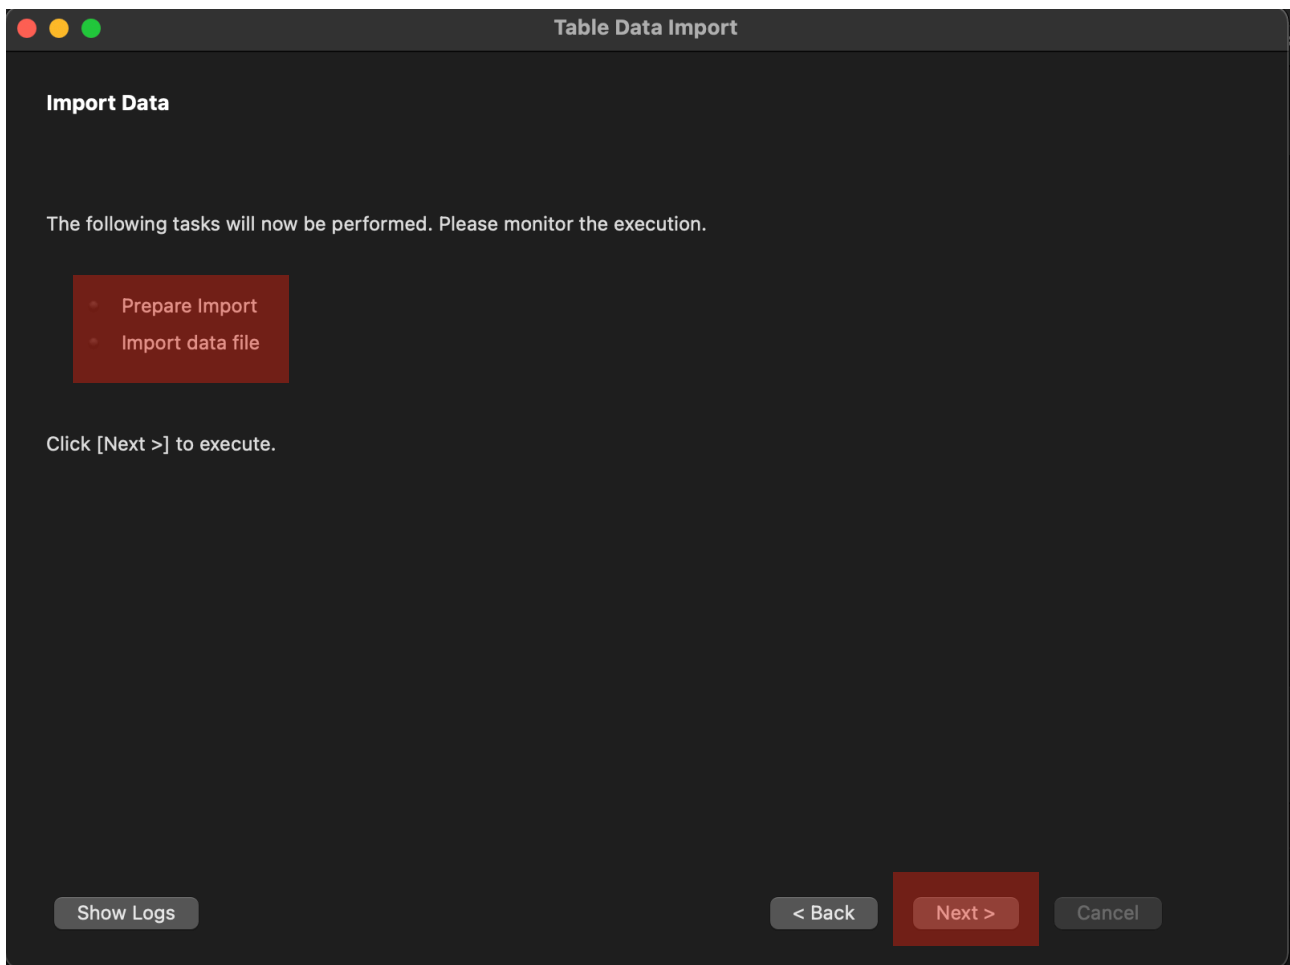 Table Data Import
Import Data
The following tasks will now be performed. Please monitor the execution.
Prepare Import
Import data file
Click [Next >] to execute.
Show Logs
< Back
Next >
Cancel